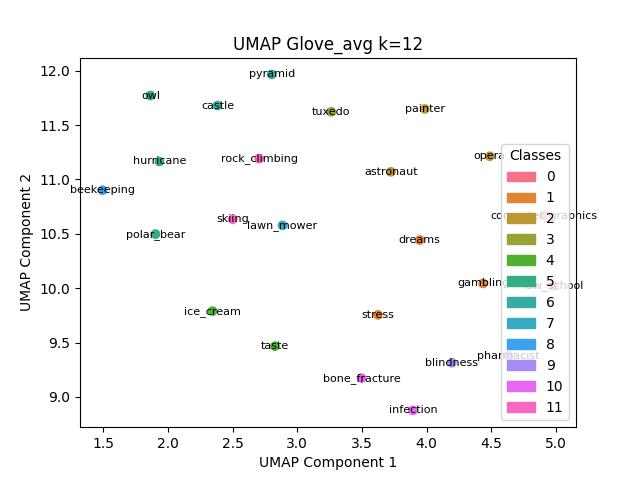 UMAP Glove_avg k=12
12.0
11.5
11.0
10.5
10.0
9.5
9.0
UMAP Component 2
pyramid
owl
castle
tuxedo
painter
hurricane
rock_climbing
opera
astronaut
beekeeping
skiing
lawn_mower
polar_bear
dreams
gambling
ice_cream
stress
taste
pharmacist
blindness
bone_fracture
infection
Classes
0
1
2
3
4
5
6
7
8
9
10
11
1.5 2.0 2.5 3.0 3.5 4.0 4.5 5.0
UMAP Component 1